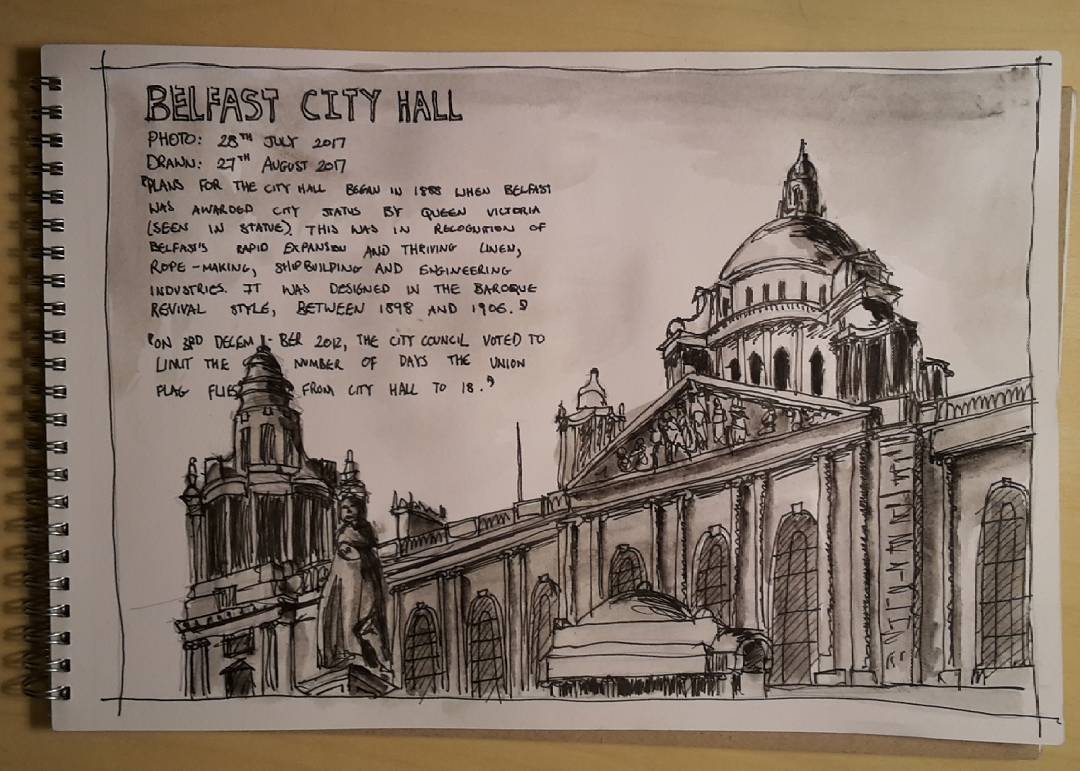 BELFAST CITY HALL
PHOTO: 28TH JULY 2017
DRAWN: 27TH AUGUST 2017
"PLANS FOR THE CITY HALL BEGAN IN 1888 WHEN BELFAST
WAS AWARDED CITY STATUS BY QUEEN VICTORIA
(SEEN IN STATUE). THIS WAS IN RECOGNITION OF
BELFAST'S RAPID EXPANSION AND THRIVING LINEN,
ROPE-MAKING, SHIPBUILDING AND ENGINEERING
INDUSTRIES. IT WAS DESIGNED IN THE BAROQUE
REVIVAL STYLE, BETWEEN 1898 AND 1906."
"ON 3RD DECEM-BER 2012, THE CITY COUNCIL VOTED TO
LIMIT THE NUMBER OF DAYS THE UNION
FLAG FLIES FROM CITY HALL TO 18."